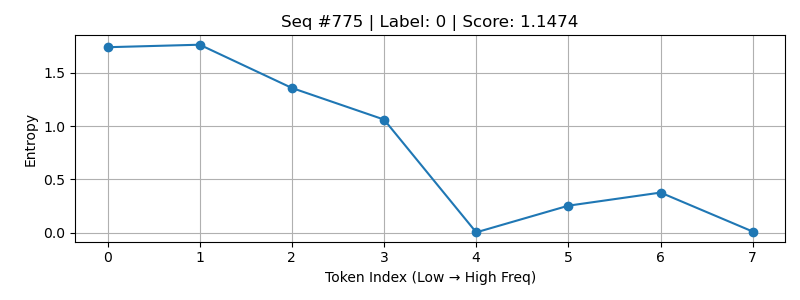 Seq #775 | Label: 0 | Score: 1.1474
Entropy
1.5
1.0
0.5
0.0
0 1 2 3 4 5 6 7
Token Index (Low → High Freq)